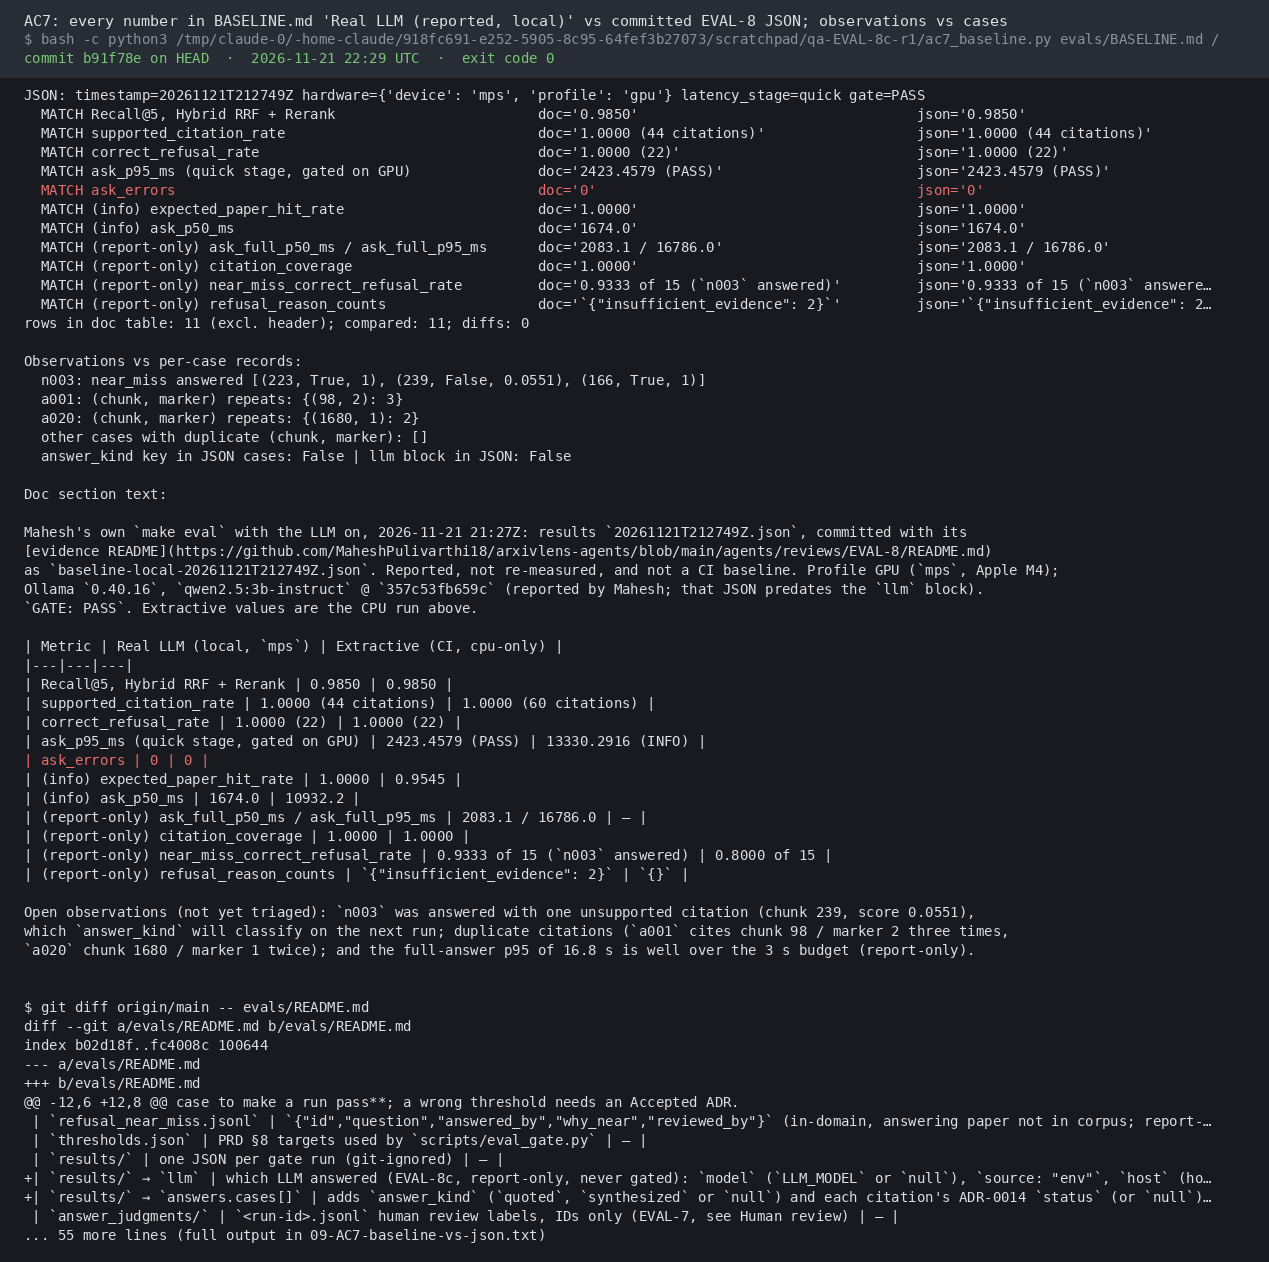 AC7: every number in BASELINE.md 'Real LLM (reported, local)' vs committed EVAL-8 JSON; observations vs cases
$ bash -c python3 /tmp/claude-0/-home-claude/918fc691-e252-5905-8c95-64fef3b27073/scratchpad/qa-EVAL-8c-r1/ac7_baseline.py evals/BASELINE.md /
commit b91f78e on HEAD  ·  2026-11-21 22:29 UTC  ·  exit code 0
JSON: timestamp=20261121T212749Z hardware={'device': 'mps', 'profile': 'gpu'} latency_stage=quick gate=PASS
  MATCH Recall@5, Hybrid RRF + Rerank                        doc='0.9850'                                 json='0.9850'
  MATCH supported_citation_rate                              doc='1.0000 (44 citations)'                  json='1.0000 (44 citations)'
  MATCH correct_refusal_rate                                 doc='1.0000 (22)'                            json='1.0000 (22)'
  MATCH ask_p95_ms (quick stage, gated on GPU)               doc='2423.4579 (PASS)'                       json='2423.4579 (PASS)'
  MATCH ask_errors                                           doc='0'                                      json='0'
  MATCH (info) expected_paper_hit_rate                       doc='1.0000'                                 json='1.0000'
  MATCH (info) ask_p50_ms                                    doc='1674.0'                                 json='1674.0'
  MATCH (report-only) ask_full_p50_ms / ask_full_p95_ms      doc='2083.1 / 16786.0'                       json='2083.1 / 16786.0'
  MATCH (report-only) citation_coverage                      doc='1.0000'                                 json='1.0000'
  MATCH (report-only) near_miss_correct_refusal_rate         doc='0.9333 of 15 (`n003` answered)'         json='0.9333 of 15 (`n003` answere…
  MATCH (report-only) refusal_reason_counts                  doc='`{"insufficient_evidence": 2}`'         json='`{"insufficient_evidence": 2…
rows in doc table: 11 (excl. header); compared: 11; diffs: 0

Observations vs per-case records:
  n003: near_miss answered [(223, True, 1), (239, False, 0.0551), (166, True, 1)]
  a001: (chunk, marker) repeats: {(98, 2): 3}
  a020: (chunk, marker) repeats: {(1680, 1): 2}
  other cases with duplicate (chunk, marker): []
  answer_kind key in JSON cases: False | llm block in JSON: False

Doc section text:

Mahesh's own `make eval` with the LLM on, 2026-11-21 21:27Z: results `20261121T212749Z.json`, committed with its
[evidence README](https://github.com/MaheshPulivarthi18/arxivlens-agents/blob/main/agents/reviews/EVAL-8/README.md)
as `baseline-local-20261121T212749Z.json`. Reported, not re-measured, and not a CI baseline. Profile GPU (`mps`, Apple M4);
Ollama `0.40.16`, `qwen2.5:3b-instruct` @ `357c53fb659c` (reported by Mahesh; that JSON predates the `llm` block).
`GATE: PASS`. Extractive values are the CPU run above.

| Metric | Real LLM (local, `mps`) | Extractive (CI, cpu-only) |
|---|---|---|
| Recall@5, Hybrid RRF + Rerank | 0.9850 | 0.9850 |
| supported_citation_rate | 1.0000 (44 citations) | 1.0000 (60 citations) |
| correct_refusal_rate | 1.0000 (22) | 1.0000 (22) |
| ask_p95_ms (quick stage, gated on GPU) | 2423.4579 (PASS) | 13330.2916 (INFO) |
| ask_errors | 0 | 0 |
| (info) expected_paper_hit_rate | 1.0000 | 0.9545 |
| (info) ask_p50_ms | 1674.0 | 10932.2 |
| (report-only) ask_full_p50_ms / ask_full_p95_ms | 2083.1 / 16786.0 | — |
| (report-only) citation_coverage | 1.0000 | 1.0000 |
| (report-only) near_miss_correct_refusal_rate | 0.9333 of 15 (`n003` answered) | 0.8000 of 15 |
| (report-only) refusal_reason_counts | `{"insufficient_evidence": 2}` | `{}` |

Open observations (not yet triaged): `n003` was answered with one unsupported citation (chunk 239, score 0.0551),
which `answer_kind` will classify on the next run; duplicate citations (`a001` cites chunk 98 / marker 2 three times,
`a020` chunk 1680 / marker 1 twice); and the full-answer p95 of 16.8 s is well over the 3 s budget (report-only).

$ git diff origin/main -- evals/README.md
diff --git a/evals/README.md b/evals/README.md
index b02d18f..fc4008c 100644
--- a/evals/README.md
+++ b/evals/README.md
@@ -12,6 +12,8 @@ case to make a run pass**; a wrong threshold needs an Accepted ADR.
 | `refusal_near_miss.jsonl` | `{"id","question","answered_by","why_near","reviewed_by"}` (in-domain, answering paper not in corpus; report-…
 | `thresholds.json` | PRD §8 targets used by `scripts/eval_gate.py` | — |
 | `results/` | one JSON per gate run (git-ignored) | — |
+| `results/` → `llm` | which LLM answered (EVAL-8c, report-only, never gated): `model` (`LLM_MODEL` or `null`), `source: "env"`, `host` (ho…
+| `results/` → `answers.cases[]` | adds `answer_kind` (`quoted`, `synthesized` or `null`) and each citation's ADR-0014 `status` (or `null`)…
 | `answer_judgments/` | `<run-id>.jsonl` human review labels, IDs only (EVAL-7, see Human review) | — |
... 55 more lines (full output in 09-AC7-baseline-vs-json.txt)